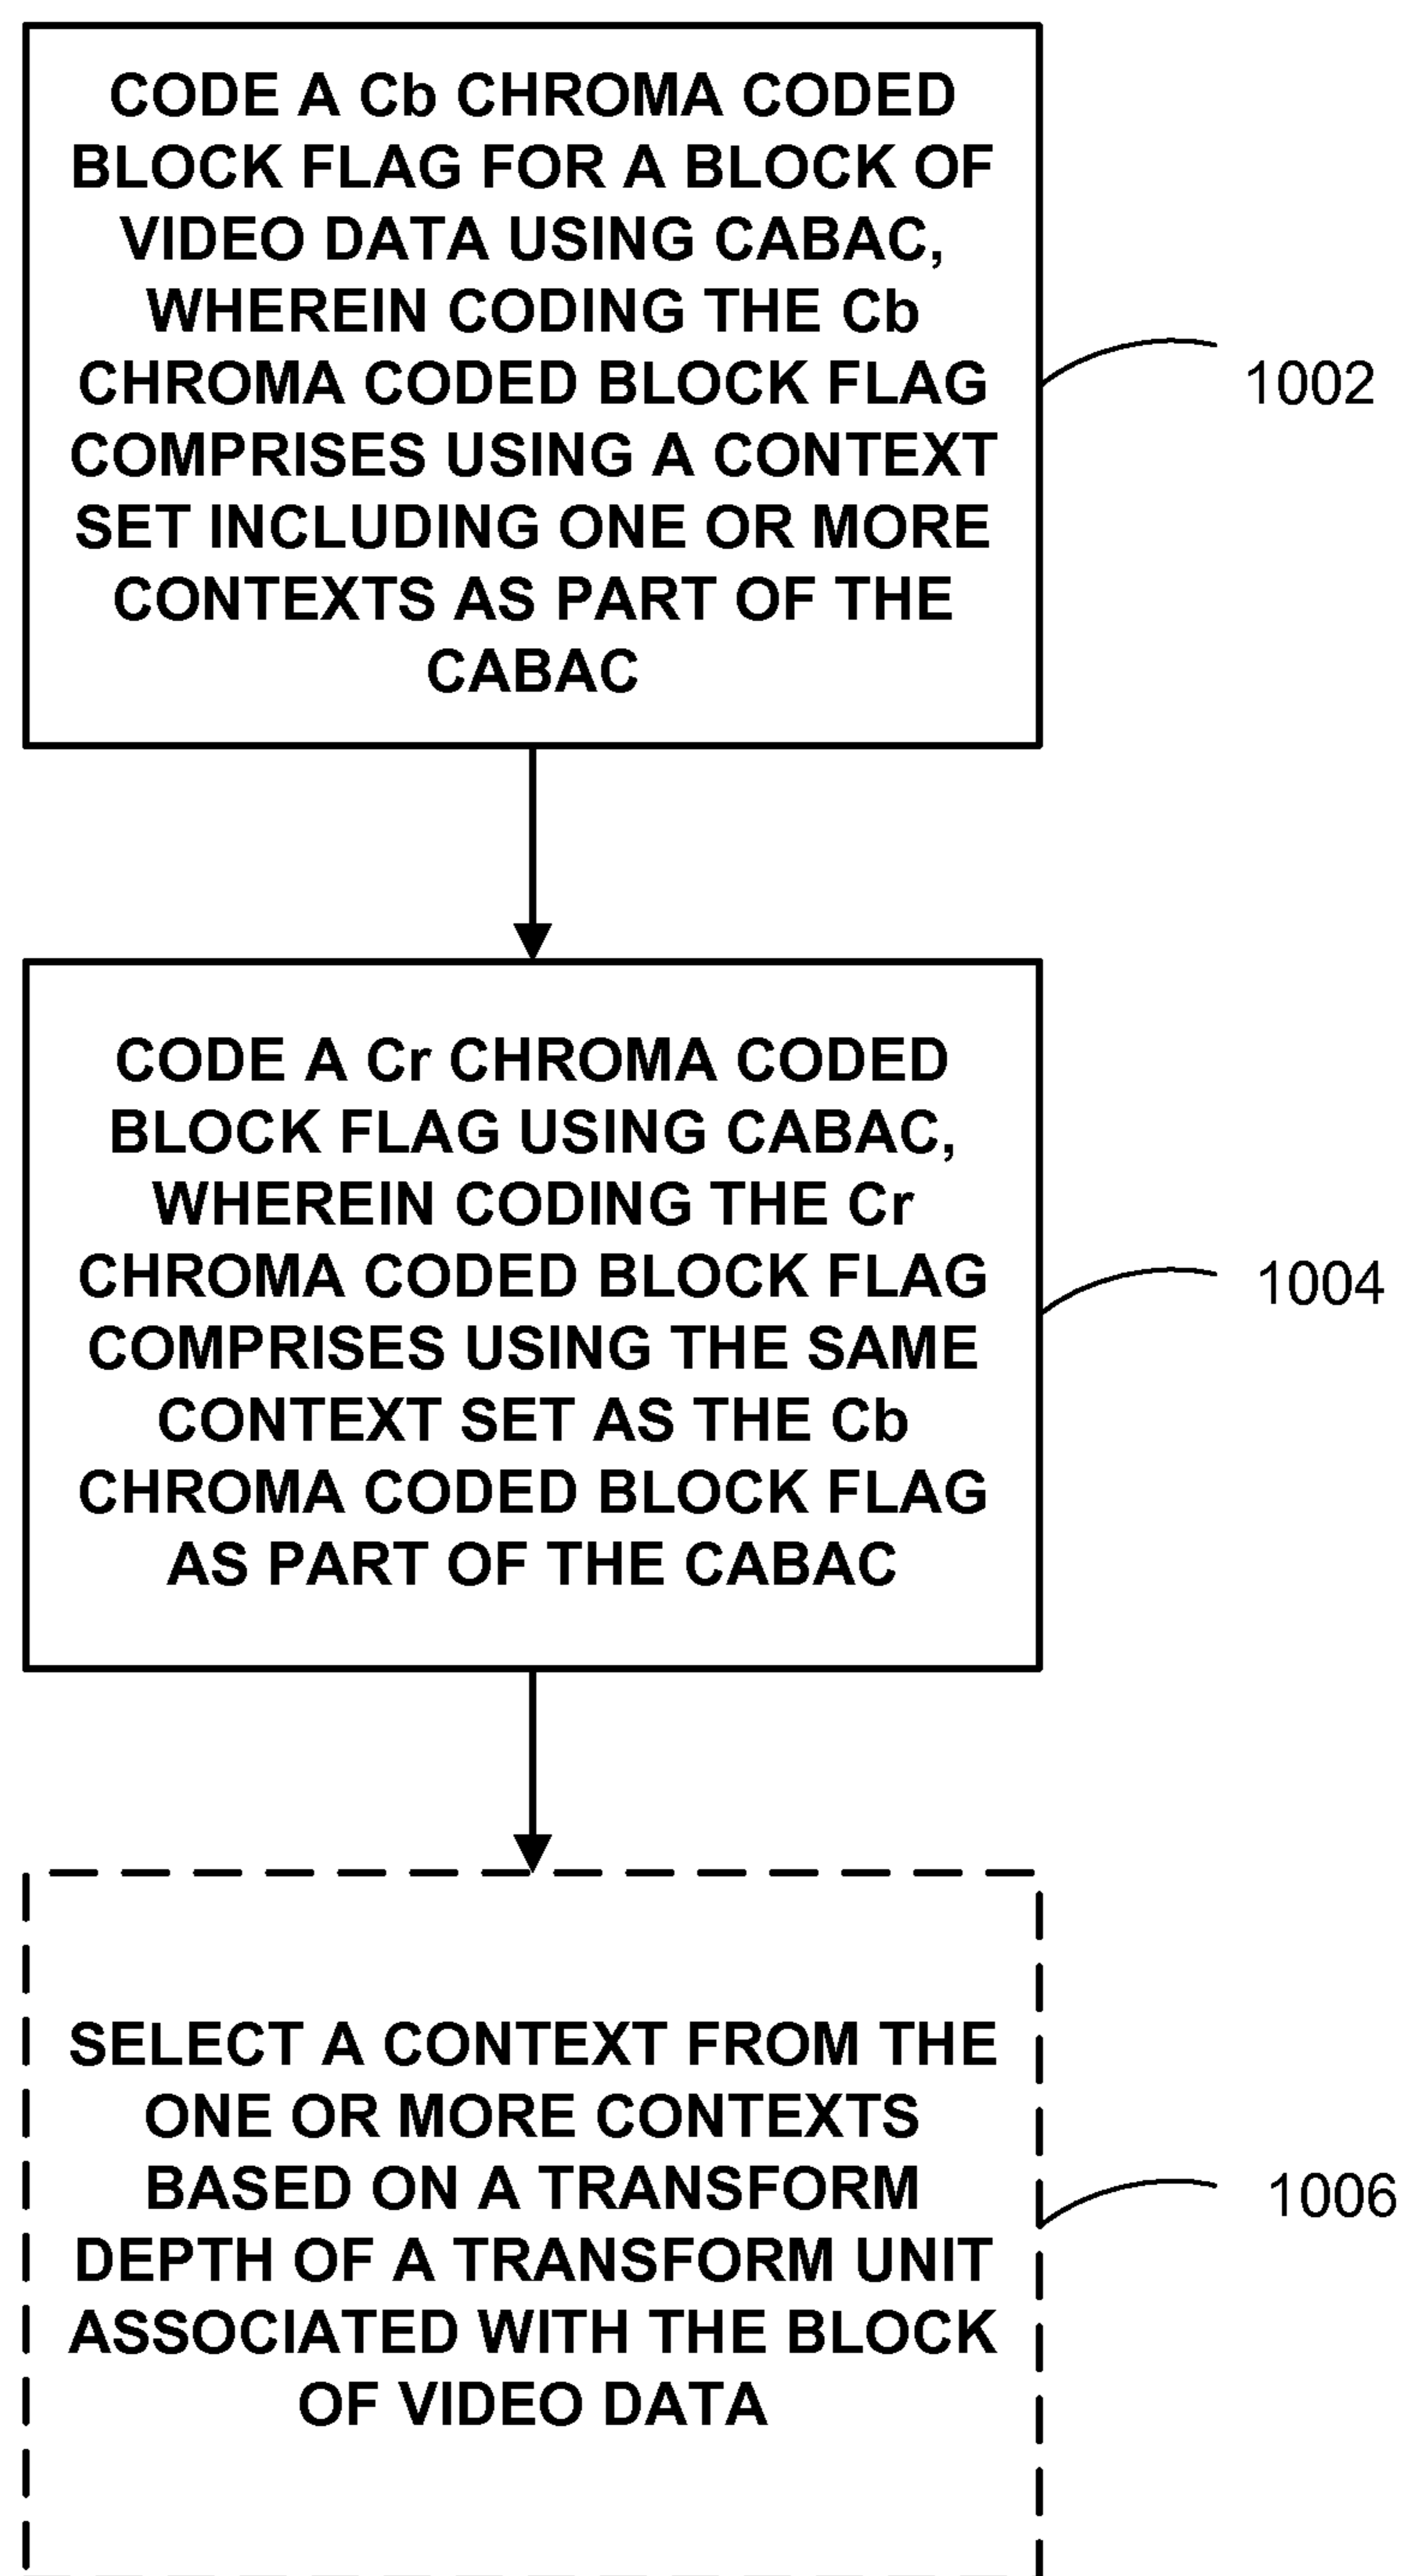 CODE A Cb CHROMA CODED
BLOCK FLAG FOR A BLOCK OF
VIDEO DATA USING CABAC,
WHEREIN CODING THE Cb
CHROMA CODED BLOCK FLAG
COMPRISES USING A CONTEXT
SET INCLUDING ONE OR MORE
CONTEXTS AS PART OF THE
CABAC
1002
CODE A Cr CHROMA CODED
BLOCK FLAG USING CABAC,
WHEREIN CODING THE Cr
CHROMA CODED BLOCK FLAG
COMPRISES USING THE SAME
CONTEXT SET AS THE Cb
CHROMA CODED BLOCK FLAG
AS PART OF THE CABAC
1004
SELECT A CONTEXT FROM THE
ONE OR MORE CONTEXTS
BASED ON A TRANSFORM
DEPTH OF A TRANSFORM UNIT
ASSOCIATED WITH THE BLOCK
OF VIDEO DATA
1006